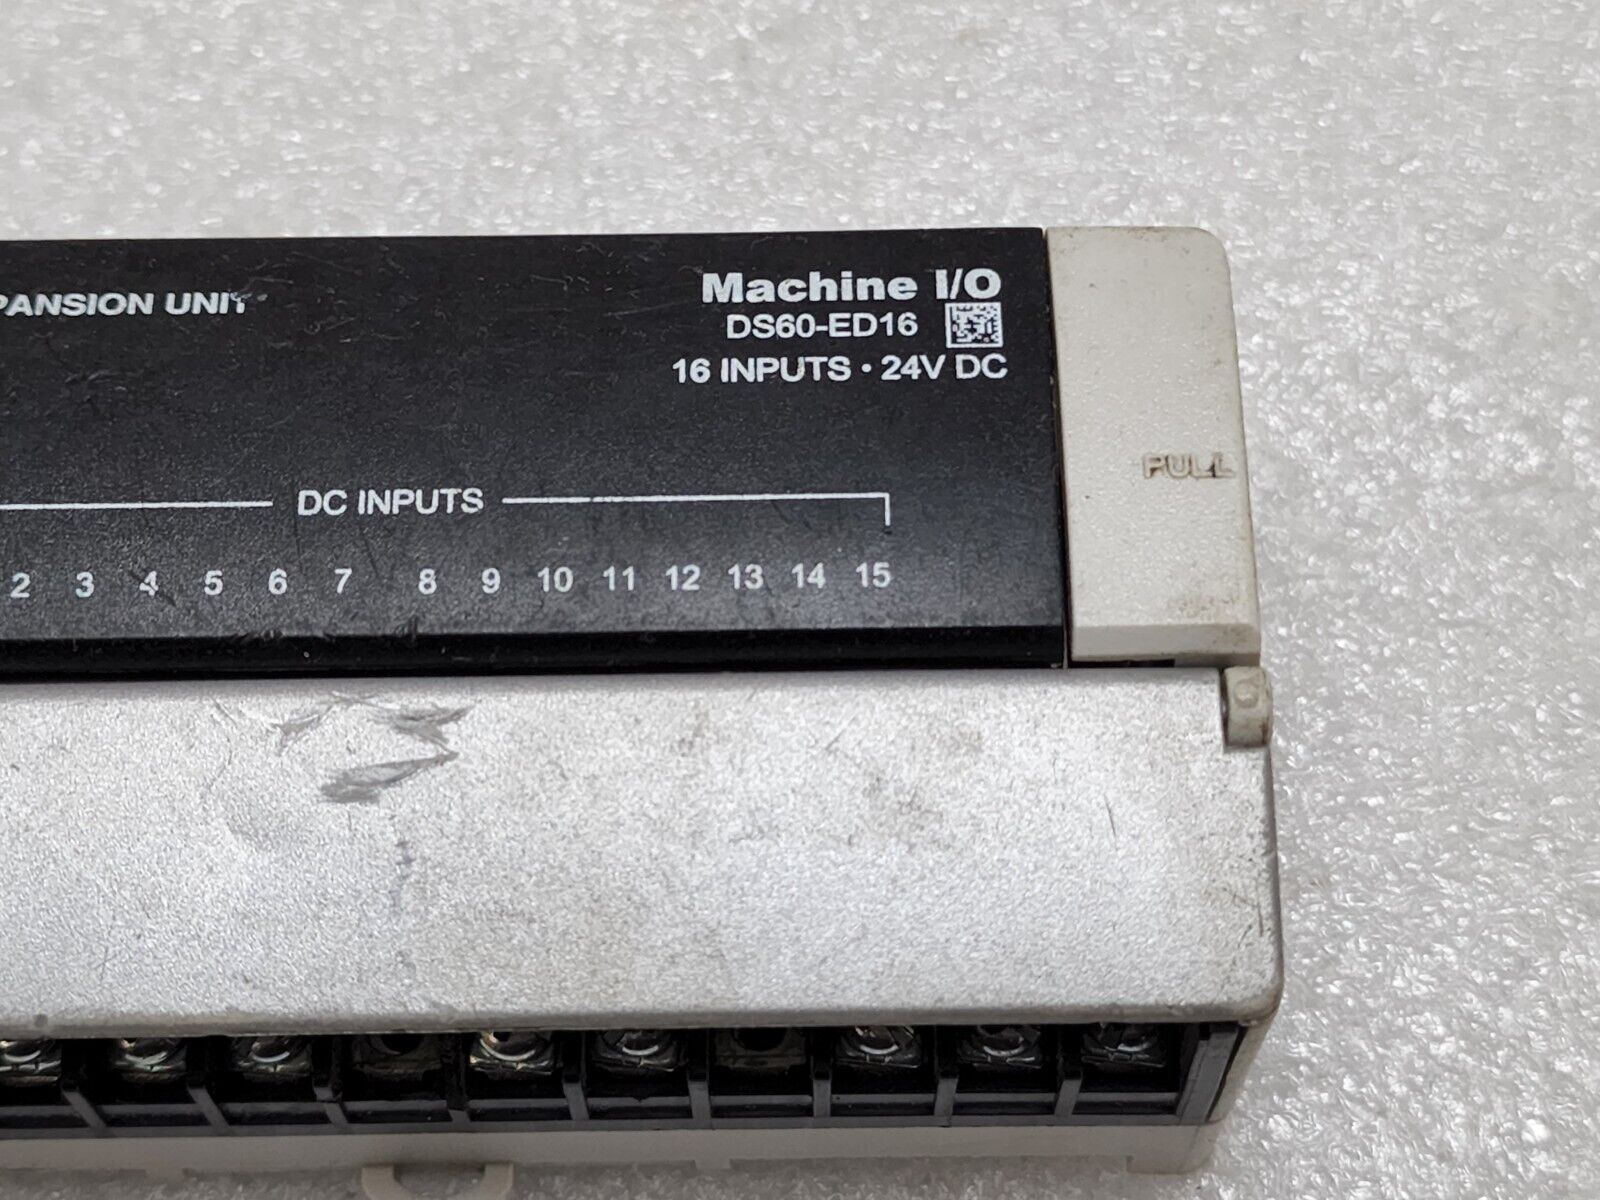 PANSION UNIT
Machine I/O
DS60-ED16
16 INPUTS • 24V DC
PULL
DC INPUTS
2 3 4 5 6 7 8 9 10 11 12 13 14 15